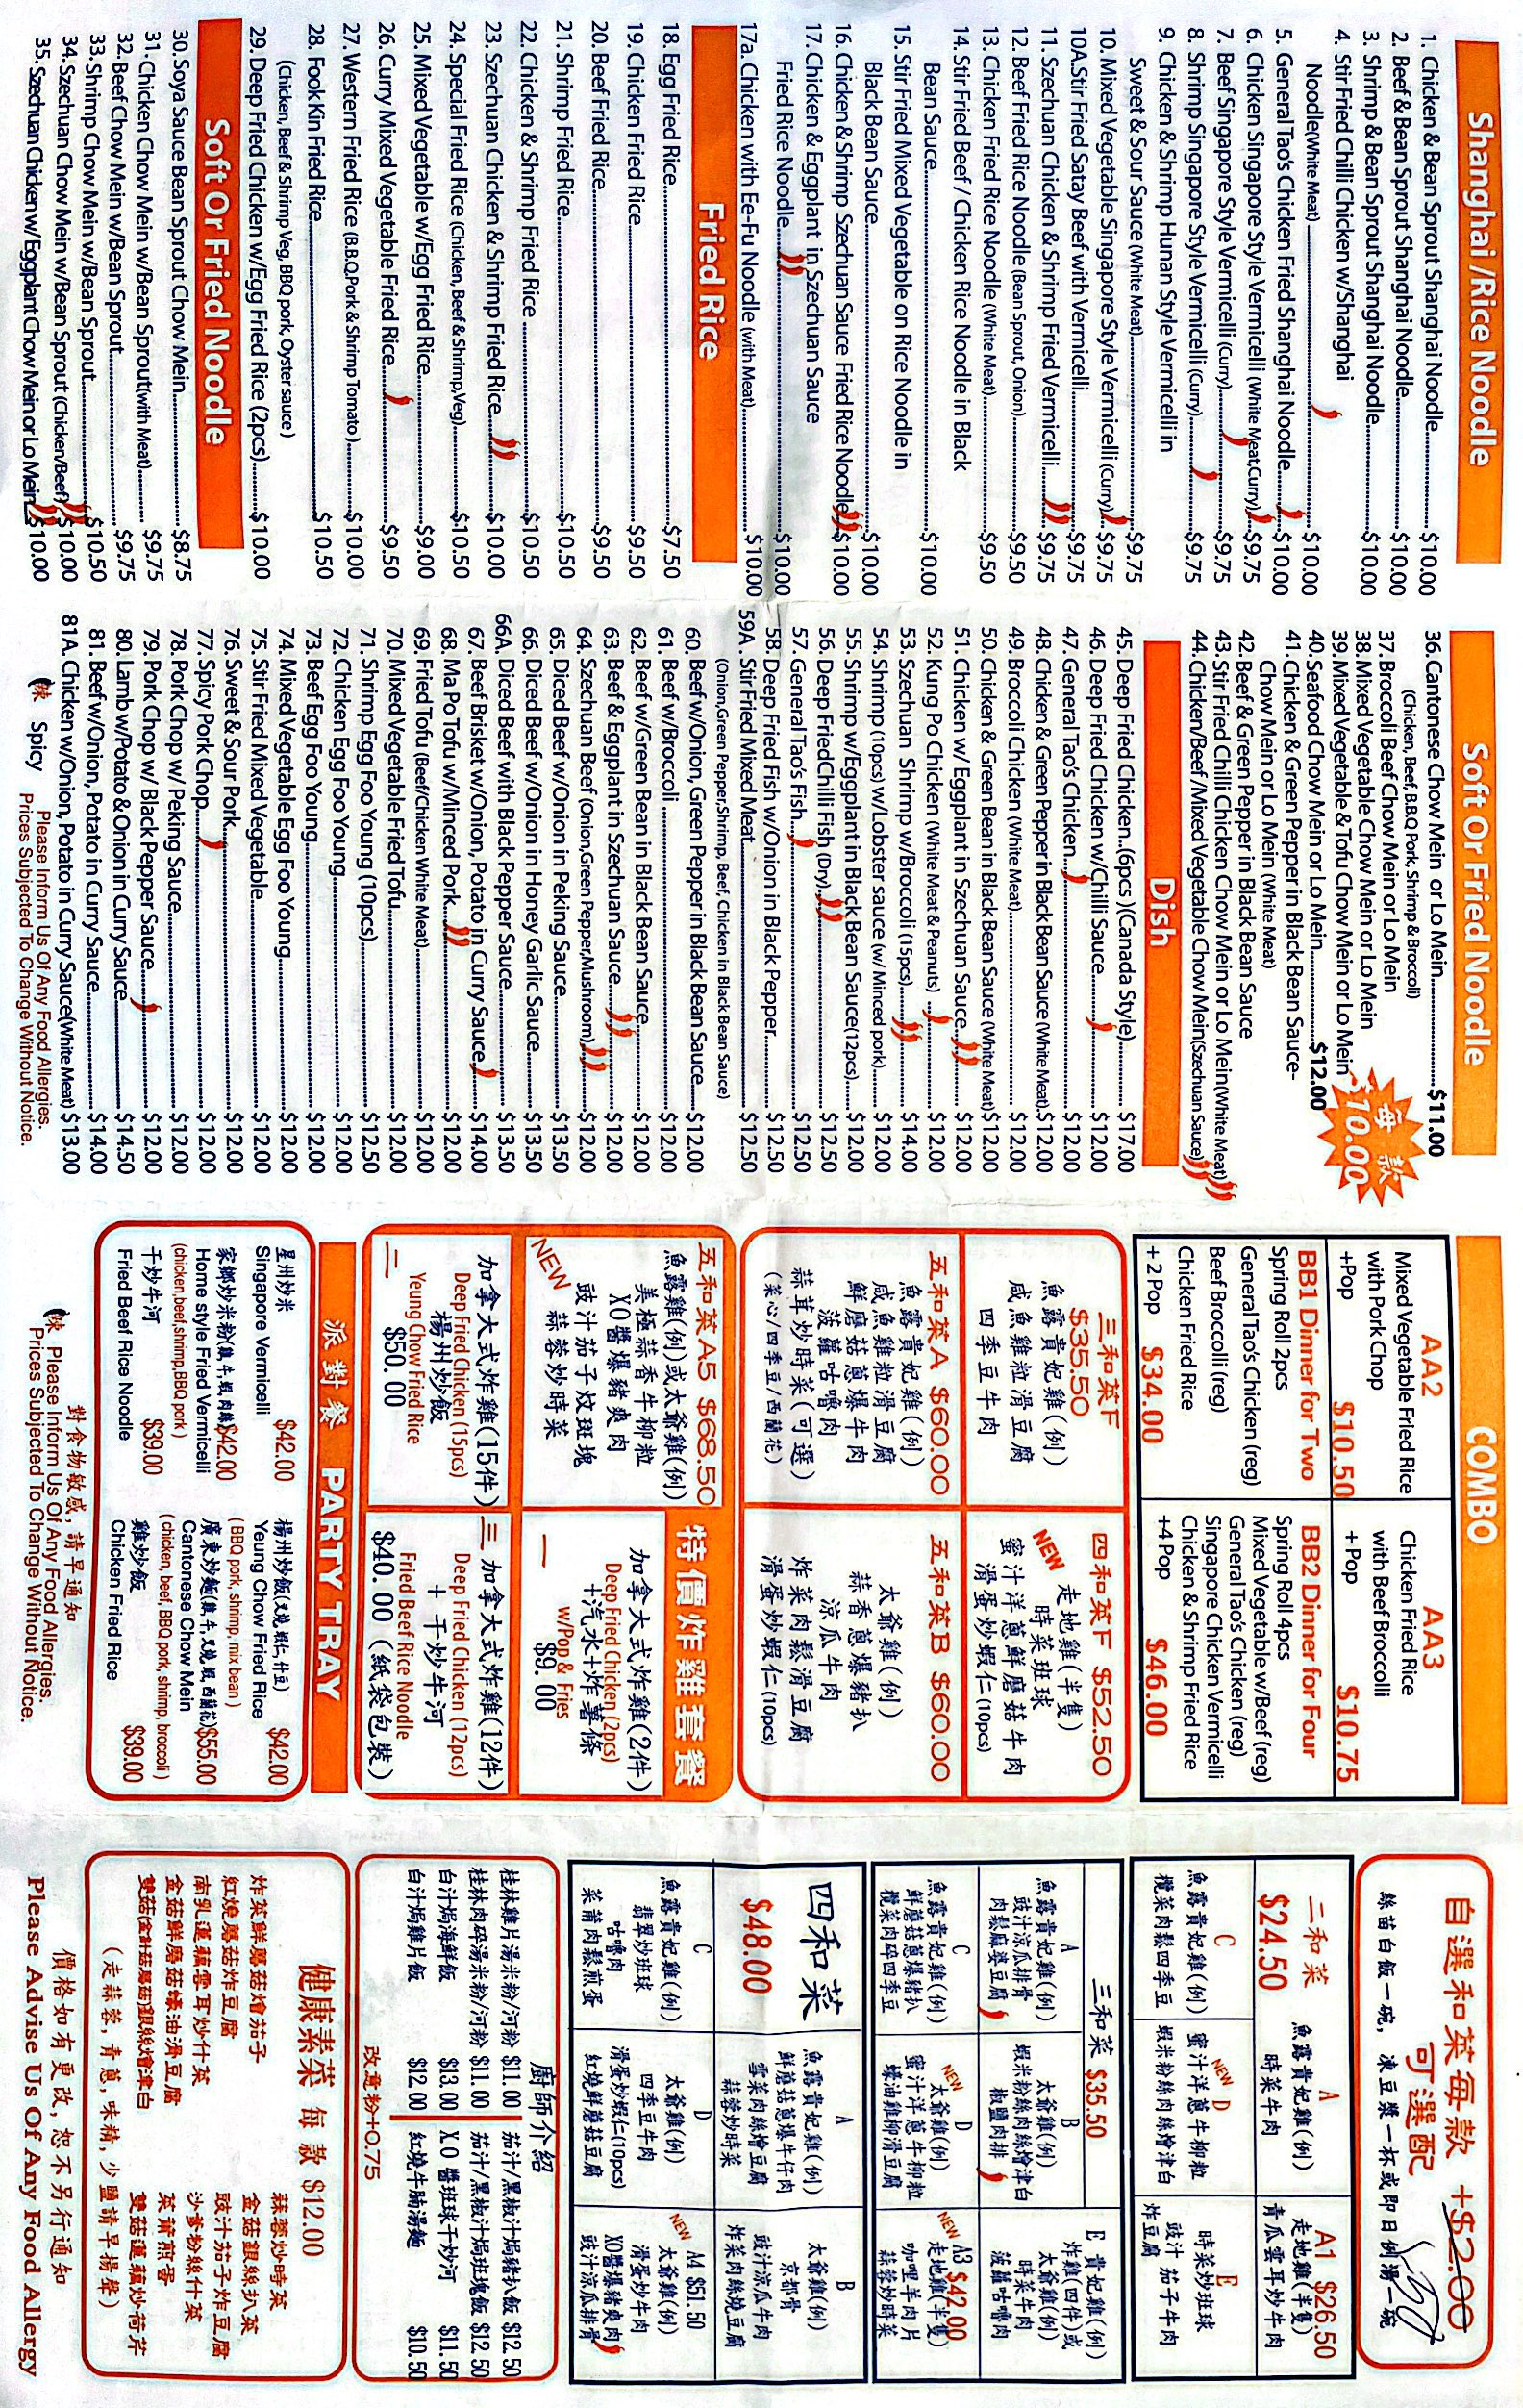 Shanghai /Rice Noodle
1. Chicken & Bean Sprout Shanghai Noodle........ $10.00
2. Beef & Bean Sprout Shanghai Noodle........ $10.00
3. Shrimp & Bean Sprout Shanghai Noodle........ $10.00
4. Stir Fried Chilli Chicken w/Shanghai
Noodle(White Meat)........ $10.00
5. General Tao's Chicken Fried Shanghai Noodle........ $10.00
6. Chicken Singapore Style Vermicelli (White Meat,Curry)... $9.75
7. Beef Singapore Style Vermicelli (Curry)........ $9.75
8. Shrimp Singapore Style Vermicelli (Curry)........ $9.75
9. Chicken & Shrimp Hunan Style Vermicelli in
Sweet & Sour Sauce (White Meat)........ $9.75
10. Mixed Vegetable Singapore Style Vermicelli (Curry)... $9.75
10A.Stir Fried Satay Beef with Vermicelli........ $9.75
11. Szechuan Chicken & Shrimp Fried Vermicelli........ $9.75
12. Beef Fried Rice Noodle (Bean Sprout, Onion)........ $9.50
13. Chicken Fried Rice Noodle (White Meat)........ $9.50
14. Stir Fried Beef / Chicken Rice Noodle in Black
Bean Sauce........ $10.00
15. Stir Fried Mixed Vegetable on Rice Noodle in
Black Bean Sauce........ $10.00
16. Chicken & Shrimp Szechuan Sauce Fried Rice Noodle $10.00
17. Chicken & Eggplant in Szechuan Sauce
Fried Rice Noodle........ $10.00
17a. Chicken with Ee-Fu Noodle (with Meat)........ $10.00
Fried Rice
18. Egg Fried Rice........ $7.50
19. Chicken Fried Rice........ $9.50
20. Beef Fried Rice........ $9.50
21. Shrimp Fried Rice........ $10.50
22. Chicken & Shrimp Fried Rice ........ $10.50
23. Szechuan Chicken & Shrimp Fried Rice........ $10.00
24. Special Fried Rice (Chicken, Beef & Shrimp,Veg)........ $10.50
25. Mixed Vegetable w/Egg Fried Rice........ $9.00
26. Curry Mixed Vegetable Fried Rice........ $9.50
27. Western Fried Rice (B.B.Q.Pork & Shrimp Tomato )........ $10.00
28. Fook Kin Fried Rice........ $10.50
(Chicken, Beef & Shrimp Veg, BBQ pork, Oyster sauce )
29. Deep Fried Chicken w/Egg Fried Rice (2pcs)........ $10.00
Soft Or Fried Noodle
30. Soya Sauce Bean Sprout Chow Mein........ $8.75
31. Chicken Chow Mein w/Bean Sprout(with Meat)........ $9.75
32. Beef Chow Mein w/Bean Sprout........ $9.75
33. Shrimp Chow Mein w/Bean Sprout........ $10.50
34. Szechuan Chow Mein w/Bean Sprout (Chicken/Beef) $10.00
35. Szechuan Chicken w/ Eggplant Chow Mein or Lo Mein $10.00
Soft Or Fried Noodle
36. Cantonese Chow Mein or Lo Mein........ $11.00
(Chicken, Beef, B.B.Q Pork, Shrimp & Broccoli)
每 款
$10.00
37. Broccoli Beef Chow Mein or Lo Mein
38. Mixed Vegetable Chow Mein or Lo Mein
39. Mixed Vegetable & Tofu Chow Mein or Lo Mein
40. Seafood Chow Mein or Lo Mein........ $12.00
41. Chicken & Green Pepper in Black Bean Sauce-
Chow Mein or Lo Mein (White Meat)
42. Beef & Green Pepper in Black Bean Sauce
43. Stir Fried Chilli Chicken Chow Mein or Lo Mein(White Meat)
44. Chicken/Beef /Mixed Vegetable Chow Mein(Szechuan Sauce)
Dish
45. Deep Fried Chicken..(6pcs )(Canada Style)........ $17.00
46. Deep Fried Chicken w/Chilli Sauce........ $12.00
47. General Tao's Chicken........ $12.00
48. Chicken & Green Pepper in Black Bean Sauce (White Meat). $12.00
49. Broccoli Chicken (White Meat)........ $12.00
50. Chicken & Green Bean in Black Bean Sauce (White Meat) $12.00
51. Chicken w/ Eggplant in Szechuan Sauce........ $12.00
52. Kung Po Chicken (White Meat & Peanuts) ........ $12.00
53. Szechuan Shrimp w/Broccoli (15pcs)........ $14.00
54. Shrimp (10pcs) w/Lobster sauce (w/ Minced pork)........ $12.00
55. Shrimp w/Eggplant in Black Bean Sauce(12pcs)....... $12.00
56. Deep FriedChilli Fish (Dry)........ $12.50
57. General Tao's Fish........ $12.50
58. Deep Fried Fish w/Onion in Black Pepper........ $12.50
59A . Stir Fried Mixed Meat........ $12.50
(Onion,Green Pepper,Shrimp, Beef, Chicken in Black Bean Sauce)
60. Beef w/Onion, Green Pepper in Black Bean Sauce...... $12.00
61. Beef w/Broccoli ........ $12.00
62. Beef w/Green Bean in Black Bean Sauce........ $12.00
63. Beef & Eggplant in Szechuan Sauce........ $12.00
64. Szechuan Beef (Onion,Green Pepper,Mushroom)........ $12.00
65. Diced Beef w/Onion in Peking Sauce........ $13.50
66. Diced Beef w/Onion in Honey Garlic Sauce........ $13.50
66A. Diced Beef with Black Pepper Sauce........ $13.50
67. Beef Brisket w/Onion, Potato in Curry Sauce........ $14.00
68. Ma Po Tofu w/Minced Pork........ $12.00
69. Fried Tofu (Beef/Chicken White Meat)........ $12.00
70. Mixed Vegetable Fried Tofu........ $12.00
71. Shrimp Egg Foo Young (10pcs)........ $12.50
72. Chicken Egg Foo Young........ $12.00
73. Beef Egg Foo Young........ $12.00
74. Mixed Vegetable Egg Foo Young........ $12.00
75. Stir Fried Mixed Vegetable........ $12.00
76. Sweet & Sour Pork........ $12.00
77. Spicy Pork Chop........ $12.00
78. Pork Chop w/ Peking Sauce........ $12.00
79. Pork Chop w/ Black Pepper Sauce........ $12.00
80. Lamb w/Potato & Onion in Curry Sauce........ $14.50
81. Beef w/Onion, Potato in Curry Sauce........ $14.00
81A. Chicken w/Onion, Potato in Curry Sauce(White Meat) $13.00
辣 Spicy
Please Inform Us Of Any Food Allergies.
Prices Subjected To Change Without Notice.
COMBO
AA2
Mixed Vegetable Fried Rice
with Pork Chop
+Pop $10.50
AA3
Chicken Fried Rice
with Beef Broccolli
+ Pop $10.75
BB1 Dinner for Two
Spring Roll 2pcs
General Tao's Chicken (reg)
Beef Broccolli (reg)
Chicken Fried Rice
+ 2 Pop $34.00
BB2 Dinner for Four
Spring Roll 4pcs
Mixed Vegetable w/Beef (reg)
General Tao's Chicken (reg)
Singapore Chicken Vermicelli
Chicken & Shrimp Fried Rice
+4 Pop $46.00
三和菜F
$35.50
魚露貴妃雞(例)
咸魚雞粒滑豆腐
四季豆牛肉
四和菜F $52.50
NEW 走地雞(半隻)
時菜班球
蜜汁洋蔥鮮磨菇牛肉
滑蛋炒蝦仁(10pcs)
五和菜A $60.00
魚露貴妃雞(例)
咸魚雞粒滑豆腐
鮮磨菇蔥爆牛肉
菠蘿咕嚕肉
蒜茸炒時菜(可選)
(菜心/四季豆/西蘭花)
五和菜B $60.00
太爺雞(例)
蒜香蔥爆豬扒
涼瓜牛肉
炸菜肉鬆滑豆腐
滑蛋炒蝦仁(10pcs)
五和菜A5 $68.50
魚露雞(例)或太爺雞(例)
美極蒜香牛柳粒
XO醬爆豬爽肉
豉汁茄子炆斑塊
NEW 蒜蓉炒時菜
特價炸雞套餐
加拿大式炸雞(2件)
Deep Fried Chicken (2pcs)
+汽水+炸薯條
w/Pop & Fries
一 $9.00
加拿大式炸雞(15件)
Deep Fried Chicken (15pcs)
楊州炒飯
Yeung Chow Fried Rice
二 $50.00
三 加拿大式炸雞(12件)
Deep Fried Chicken (12pcs)
+ 干炒牛河
Fried Beef Rice Noodle
$40.00 (紙袋包裝)
派對餐 PARTY TRAY
星州炒米 $42.00
Singapore Vermicelli
家鄉炒米粉(雞,牛,蝦,肉絲)$42.00
Home style Fried Vermicelli
(chicken,beef,shrimp,BBQ pork )
干炒牛河 $39.00
Fried Beef Rice Noodle
楊州炒飯(叉燒,蝦仁,什豆) $42.00
Yeung Chow Fried Rice
( BBQ pork, shrimp, mix bean )
廣東炒麵(雞,牛,叉燒,蝦,西蘭花)$55.00
Cantonese Chow Mein
( chicken, beef, BBQ pork, shrimp, broccoli )
雞炒飯 $39.00
Chicken Fried Rice
對食物敏感,請早通知
辣 Please Inform Us Of Any Food Allergies.
Prices Subjected To Change Without Notice.
自選和菜每款 +$2.00
可選配
絲苗白飯一碗, 凍豆漿一杯或即日例湯一碗
二和菜
$24.50
A
魚露貴妃雞(例)
時菜牛肉
A1 $26.50
走地雞(半隻)
青瓜雲耳炒牛肉
C
魚露貴妃雞(例)
欖菜肉鬆四季豆
NEW D
蜜汁洋蔥牛柳粒
蝦米粉絲肉絲燴津白
E
時菜炒班球
豉汁 茄子牛肉
炸豆腐
三和菜 $35.50
A
魚露貴妃雞(例)
豉汁涼瓜排骨
肉鬆麻婆豆腐
B
太爺雞(例)
蝦米粉絲肉絲燴津白
椒鹽肉排
E 貴妃雞(例)
炸雞(四件)或
太爺雞(例)
時菜牛肉
菠蘿咕嚕肉
C
魚露貴妃雞(例)
鮮蘑菇蔥爆豬扒
欖菜肉碎四季豆
NEW D
太爺雞(例)
蜜汁洋蔥牛柳粒
蠔油雞柳滑豆腐
NEW A3 $42.00
走地雞(半隻)
咖哩羊肉片
蒜蓉炒時菜
四和菜
$48.00
A
魚露貴妃雞(例)
鮮蘑菇蔥爆牛仔肉
雪菜肉絲燴豆腐
蒜蓉炒時菜
B
太爺雞(例)
京都骨
豉汁涼瓜牛肉
炸菜肉絲燒豆腐
C
魚露貴妃雞(例)
翡翠炒班球
咕嚕肉
菜莆肉鬆煎蛋
D
太爺雞(例)
四季豆牛肉
滑蛋炒蝦仁(10pcs)
紅燒鮮蘑菇豆腐
NEW A4 $51.50
太爺雞(例)
滑蛋炒牛肉
XO醬爆豬爽肉
豉汁涼瓜排骨
廚師介紹
桂林雞片湯米粉/河粉 $11.00
桂林肉碎湯米粉/河粉 $11.00
白汁焗海鮮飯 $13.00
白汁焗雞片飯 $12.00
茄汁/黑椒汁焗豬扒飯 $12.50
茄汁/黑椒汁焗班塊飯 $12.50
X.O 醬班球干炒河 $11.50
紅燒牛腩湯麵 $10.50
改意粉+0.75
健康素菜 每 款 $12.00
炸菜鮮蘑菇燴茄子
紅燒蘑菇炸豆腐
南乳蓮藕雲耳炒什菜
金菇鮮磨菇蠔油滑豆腐
雙菇(金針菇,蘑菇)銀絲燴津白
蒜蓉炒時菜
金菇銀絲扒菜
豉汁茄子炸豆腐
沙爹粉絲什菜
菜莆煎蛋
雙菇蓮藕炒荷芹
(走蒜蓉,青蔥,味精,少鹽請早揚聲)
價格如有更改,恕不另行通知
Please Advise Us Of Any Food Allergy